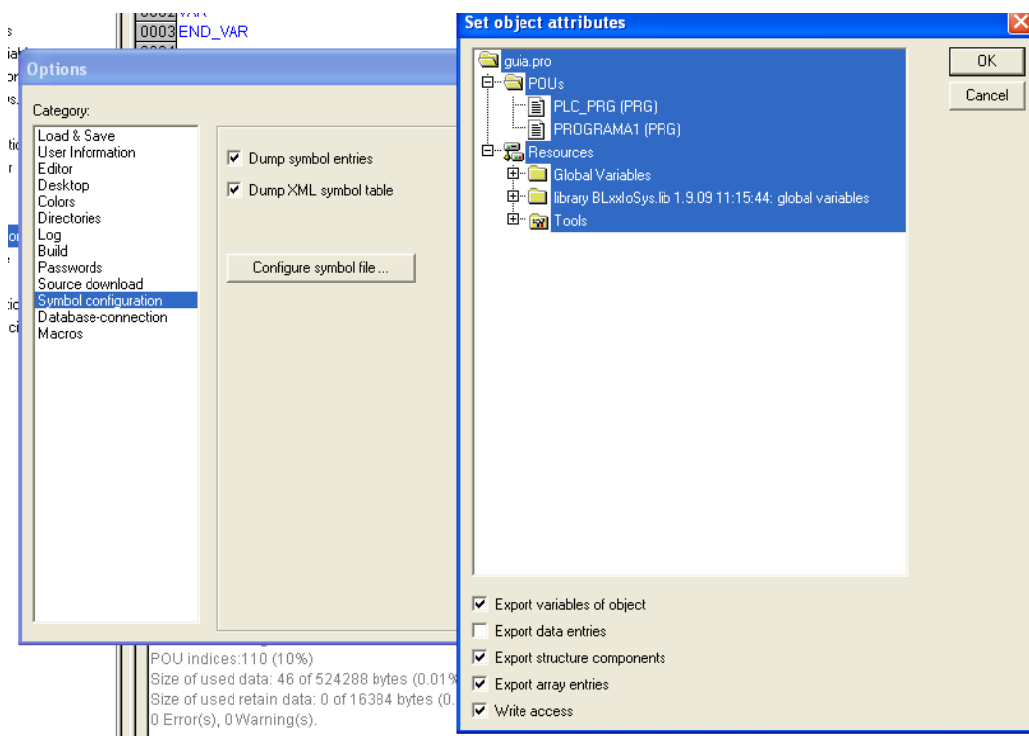 0003 END_VAR
Options
Category:
Load & Save
User Information
Editor
Desktop
Colors
Directories
Log
Build
Passwords
Source download
Symbol configuration
Database-connection
Macros
Dump symbol entries
Dump XML symbol table
Configure symbol file ...
Set object attributes
guia.pro
POUs
PLC_PRG (PRG)
PROGRAMA1 (PRG)
Resources
Global Variables
library BLxxIoSys.lib 1.9.09 11:15:44: global variables
Tools
OK
Cancel
Export variables of object
Export data entries
Export structure components
Export array entries
Write access
POU indices:110 (10%)
Size of used data: 46 of 524288 bytes (0.01%
Size of used retain data: 0 of 16384 bytes (0.
0 Error(s), 0 Warning(s).